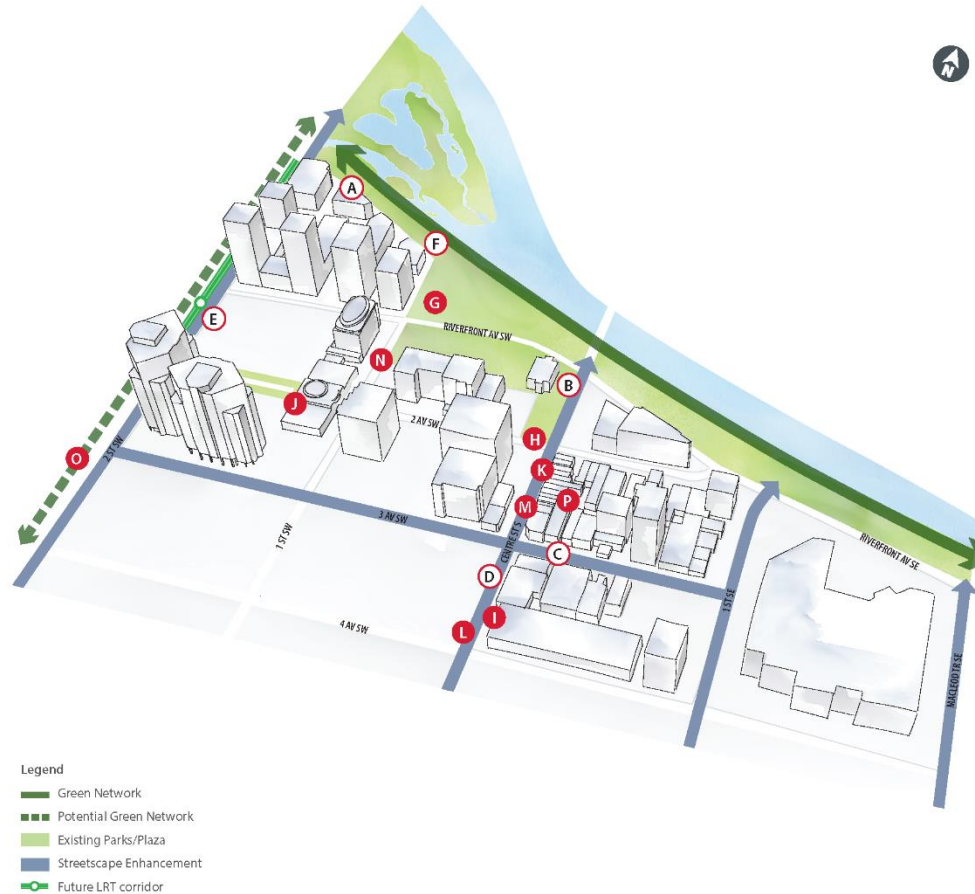 N
A
F
G
E
RIVERFRONT AV SW
N
B
J
2 AV SW
H
O
2 ST SW
K
P
M
3 AV SW
1 ST SW
CENTRE ST S
C
RIVERFRONT AV SE
D
1 ST SE
I
L
4 AV SW
MACLEOD TR SE
Legend
Green Network
Potential Green Network
Existing Parks/Plaza
Streetscape Enhancement
Future LRT corridor